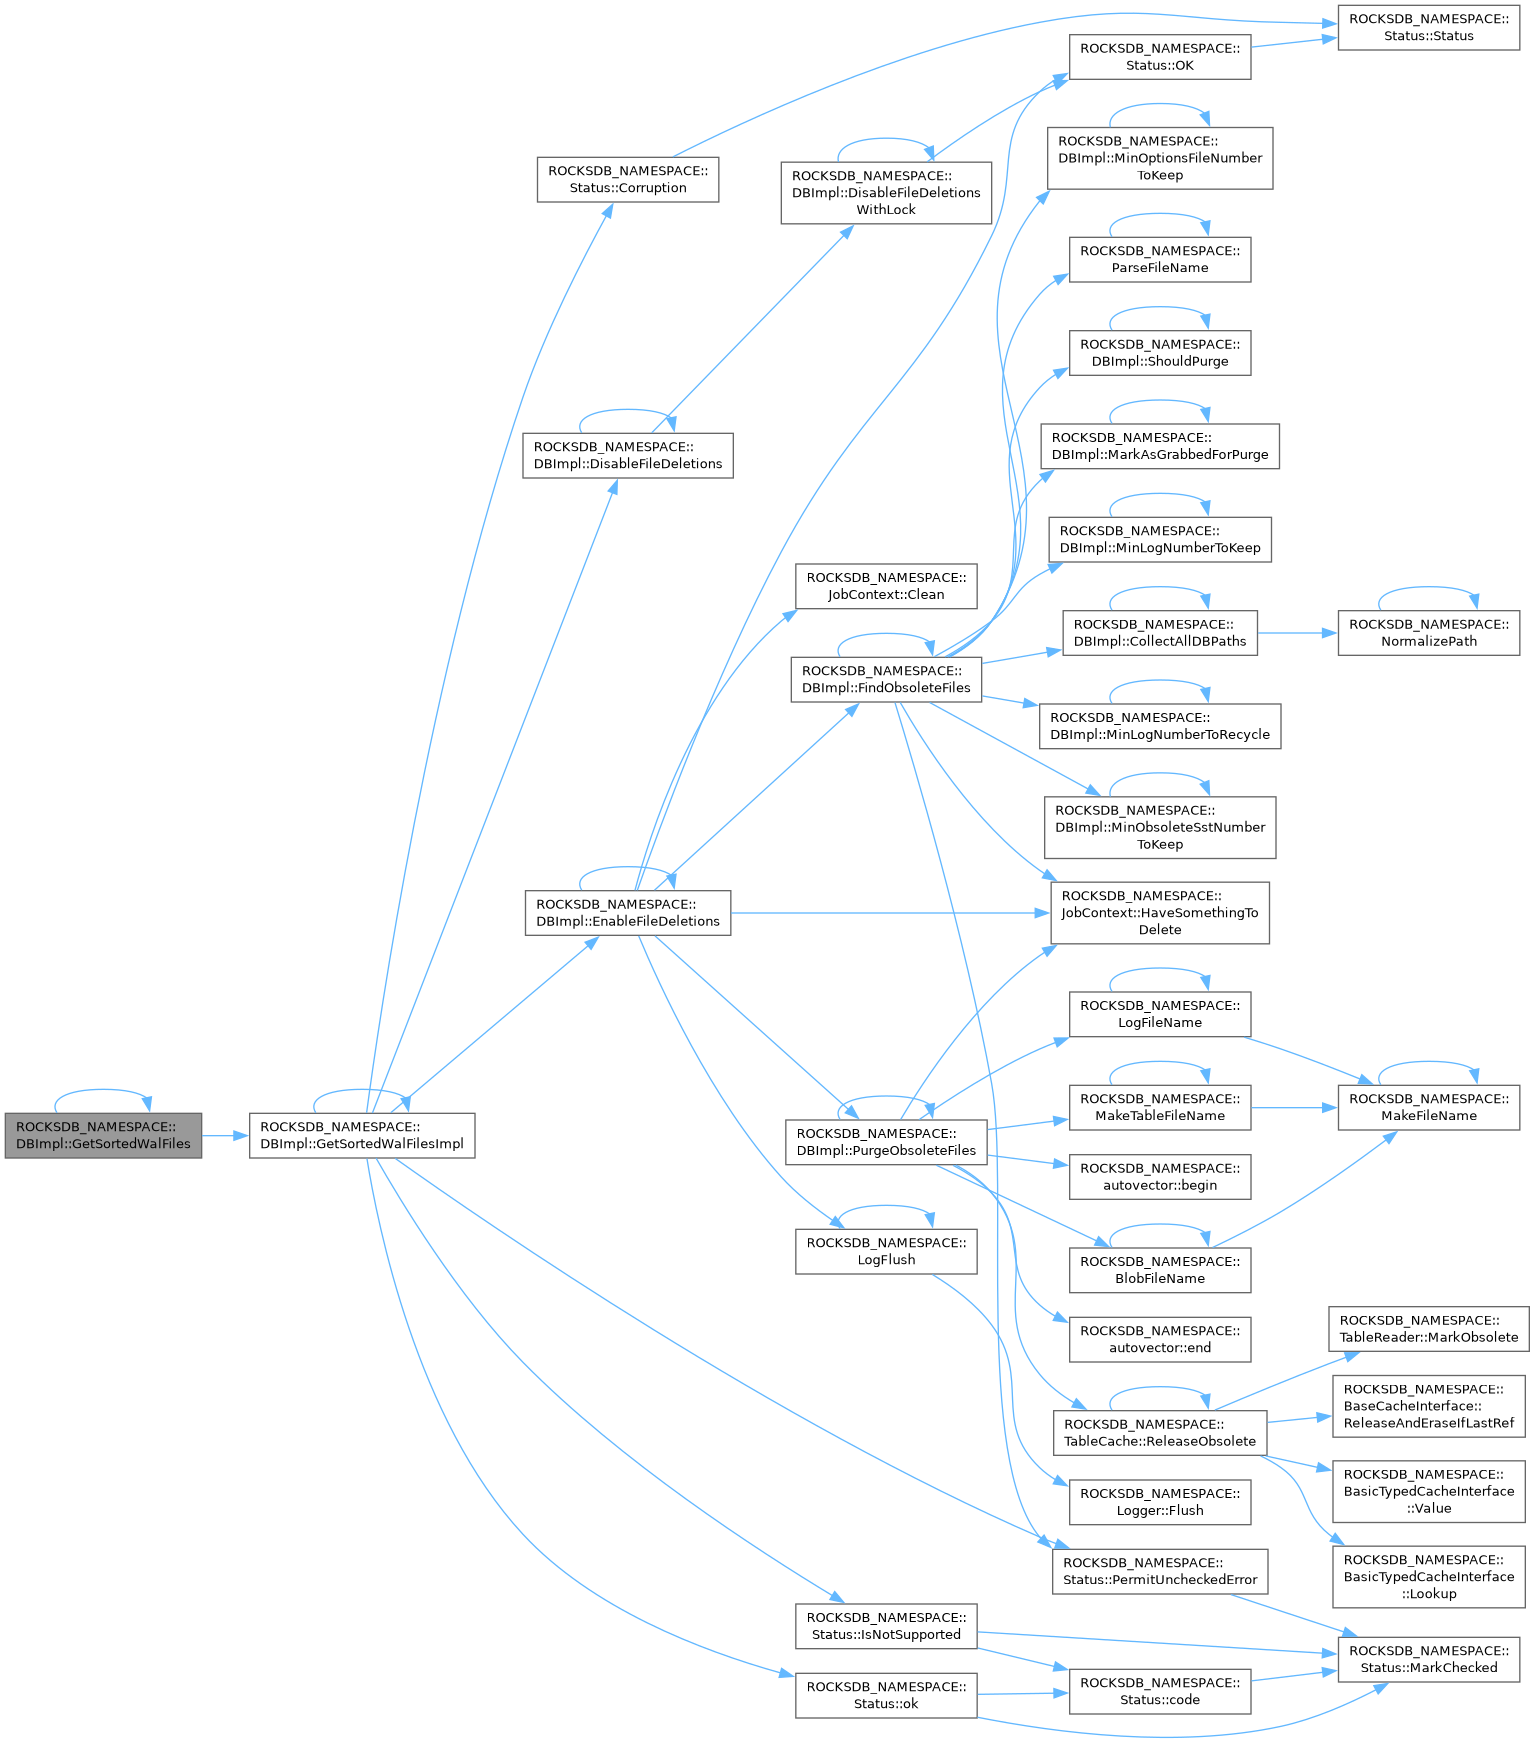 ROCKSDB_NAMESPACE::
DBImpl::GetSortedWalFiles
ROCKSDB_NAMESPACE::
DBImpl::GetSortedWalFilesImpl
ROCKSDB_NAMESPACE::
Status::Corruption
ROCKSDB_NAMESPACE::
DBImpl::DisableFileDeletions
ROCKSDB_NAMESPACE::
DBImpl::EnableFileDeletions
ROCKSDB_NAMESPACE::
DBImpl::DisableFileDeletions
WithLock
ROCKSDB_NAMESPACE::
JobContext::Clean
ROCKSDB_NAMESPACE::
DBImpl::FindObsoleteFiles
ROCKSDB_NAMESPACE::
DBImpl::PurgeObsoleteFiles
ROCKSDB_NAMESPACE::
LogFlush
ROCKSDB_NAMESPACE::
Status::IsNotSupported
ROCKSDB_NAMESPACE::
Status::ok
ROCKSDB_NAMESPACE::
Status::OK
ROCKSDB_NAMESPACE::
DBImpl::MinOptionsFileNumber
ToKeep
ROCKSDB_NAMESPACE::
ParseFileName
ROCKSDB_NAMESPACE::
DBImpl::ShouldPurge
ROCKSDB_NAMESPACE::
DBImpl::MarkAsGrabbedForPurge
ROCKSDB_NAMESPACE::
DBImpl::MinLogNumberToKeep
ROCKSDB_NAMESPACE::
DBImpl::CollectAllDBPaths
ROCKSDB_NAMESPACE::
DBImpl::MinLogNumberToRecycle
ROCKSDB_NAMESPACE::
DBImpl::MinObsoleteSstNumber
ToKeep
ROCKSDB_NAMESPACE::
JobContext::HaveSomethingTo
Delete
ROCKSDB_NAMESPACE::
LogFileName
ROCKSDB_NAMESPACE::
MakeTableFileName
ROCKSDB_NAMESPACE::
autovector::begin
ROCKSDB_NAMESPACE::
BlobFileName
ROCKSDB_NAMESPACE::
autovector::end
ROCKSDB_NAMESPACE::
TableCache::ReleaseObsolete
ROCKSDB_NAMESPACE::
Logger::Flush
ROCKSDB_NAMESPACE::
Status::PermitUncheckedError
ROCKSDB_NAMESPACE::
Status::code
ROCKSDB_NAMESPACE::
Status::Status
ROCKSDB_NAMESPACE::
NormalizePath
ROCKSDB_NAMESPACE::
MakeFileName
ROCKSDB_NAMESPACE::
TableReader::MarkObsolete
ROCKSDB_NAMESPACE::
BaseCacheInterface::
ReleaseAndEraseIfLastRef
ROCKSDB_NAMESPACE::
BasicTypedCacheInterface
::Value
ROCKSDB_NAMESPACE::
BasicTypedCacheInterface
::Lookup
ROCKSDB_NAMESPACE::
Status::MarkChecked